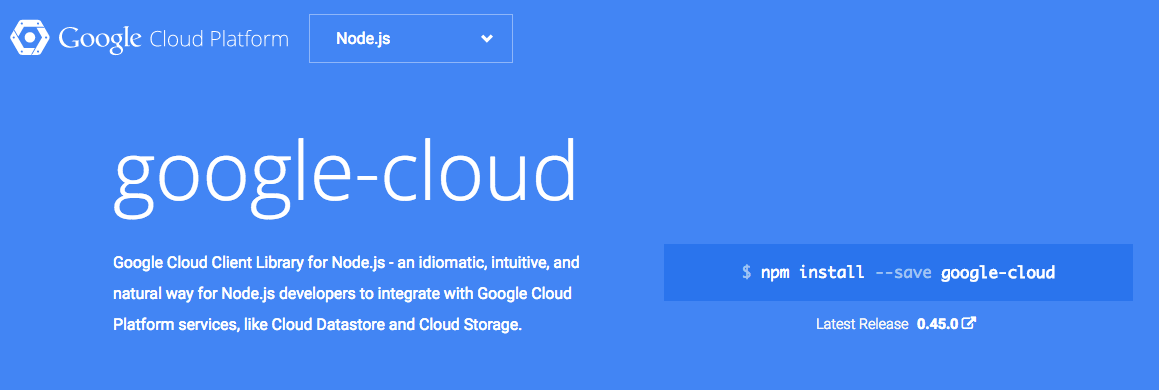 Google Cloud Platform
Node.js
google-cloud
Google Cloud Client Library for Node.js - an idiomatic, intuitive, and
natural way for Node.js developers to integrate with Google Cloud
Platform services, like Cloud Datastore and Cloud Storage.
$ npm install --save google-cloud
Latest Release 0.45.0